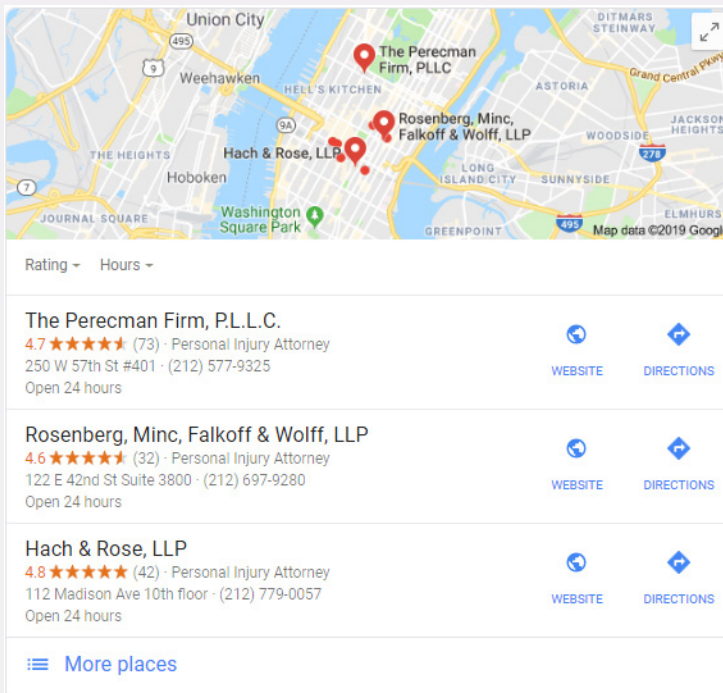 Union City
DITMARS
STEINWAY
495
The Perecman
Firm, PLLC
Grand Central Pkwy
9
Weehawken
HELL'S KITCHEN
ASTORIA
9A
Rosenberg, Minc,
Falkoff & Wolff, LLP
JACKSON
HEIGHTS
WOODSIDE
278
THE HEIGHTS
Hach & Rose, LLP
Hoboken
LONG
ISLAND CITY
SUNNYSIDE
7
JOURNAL SQUARE
Washington
Square Park
GREENPOINT
495
ELMHURS
Map data ©2019 Googl
Rating Hours
The Perecman Firm, P.L.L.C.
4.7 (73) · Personal Injury Attorney
250 W 57th St #401 · (212) 577-9325
Open 24 hours
WEBSITE DIRECTIONS
Rosenberg, Minc, Falkoff & Wolff, LLP
4.6 (32) · Personal Injury Attorney
122 E 42nd St Suite 3800 · (212) 697-9280
Open 24 hours
WEBSITE DIRECTIONS
Hach & Rose, LLP
4.8 (42) · Personal Injury Attorney
112 Madison Ave 10th floor · (212) 779-0057
Open 24 hours
WEBSITE DIRECTIONS
More places